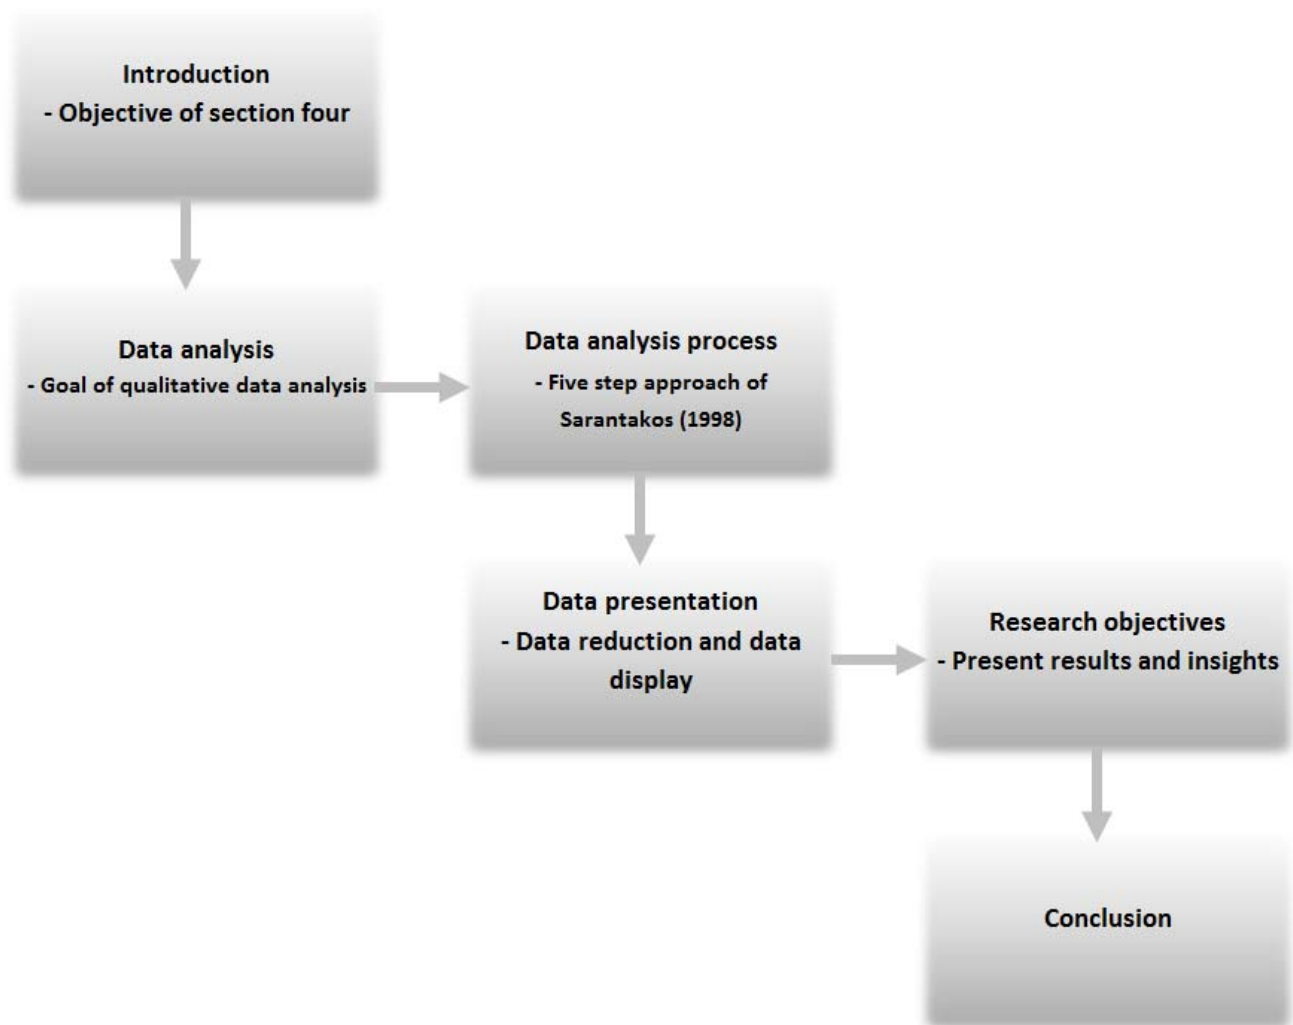 Introduction
- Objective of section four
Data analysis
- Goal of qualitative data analysis
Data analysis process
- Five step approach of
Sarantakos (1998)
Data presentation
- Data reduction and data
display
Research objectives
- Present results and insights
Conclusion